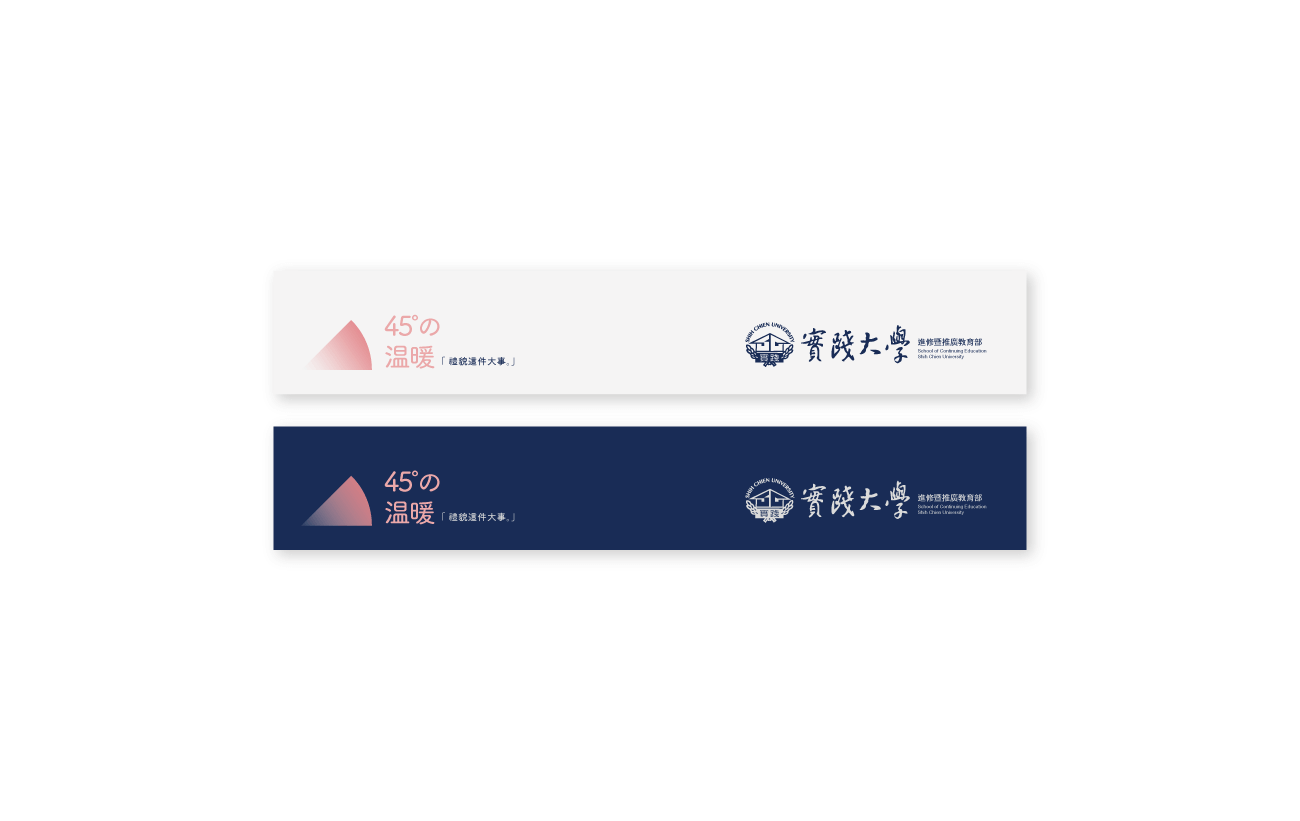 45°の
温暖「禮貌這件大事。」
SHIH CHIEN UNIVERSITY
實踐
實踐大學
進修暨推廣教育部
School of Continuing Education
Shih Chien University
45°の
温暖「禮貌這件大事。」
SHIH CHIEN UNIVERSITY
實踐
實踐大學
進修暨推廣教育部
School of Continuing Education
Shih Chien University